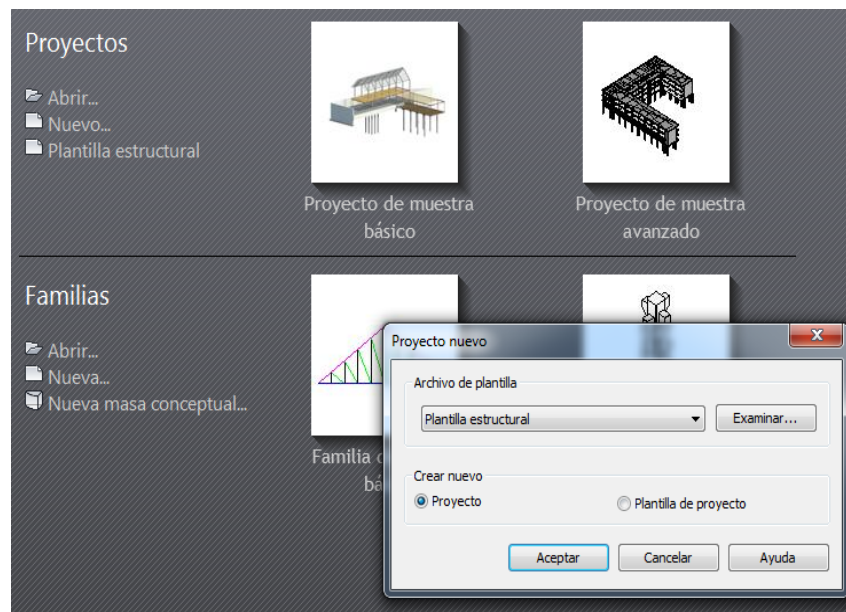 Proyectos
Abrir...
Nuevo...
Plantilla estructural
Proyecto de muestra
básico
Proyecto de muestra
avanzado
Familias
Abrir...
Nueva...
Nueva masa conceptual...
Familia
Proyecto nuevo
Archivo de plantilla
Plantilla estructural
Examinar...
Crear nuevo
Proyecto
Plantilla de proyecto
Aceptar
Cancelar
Ayuda